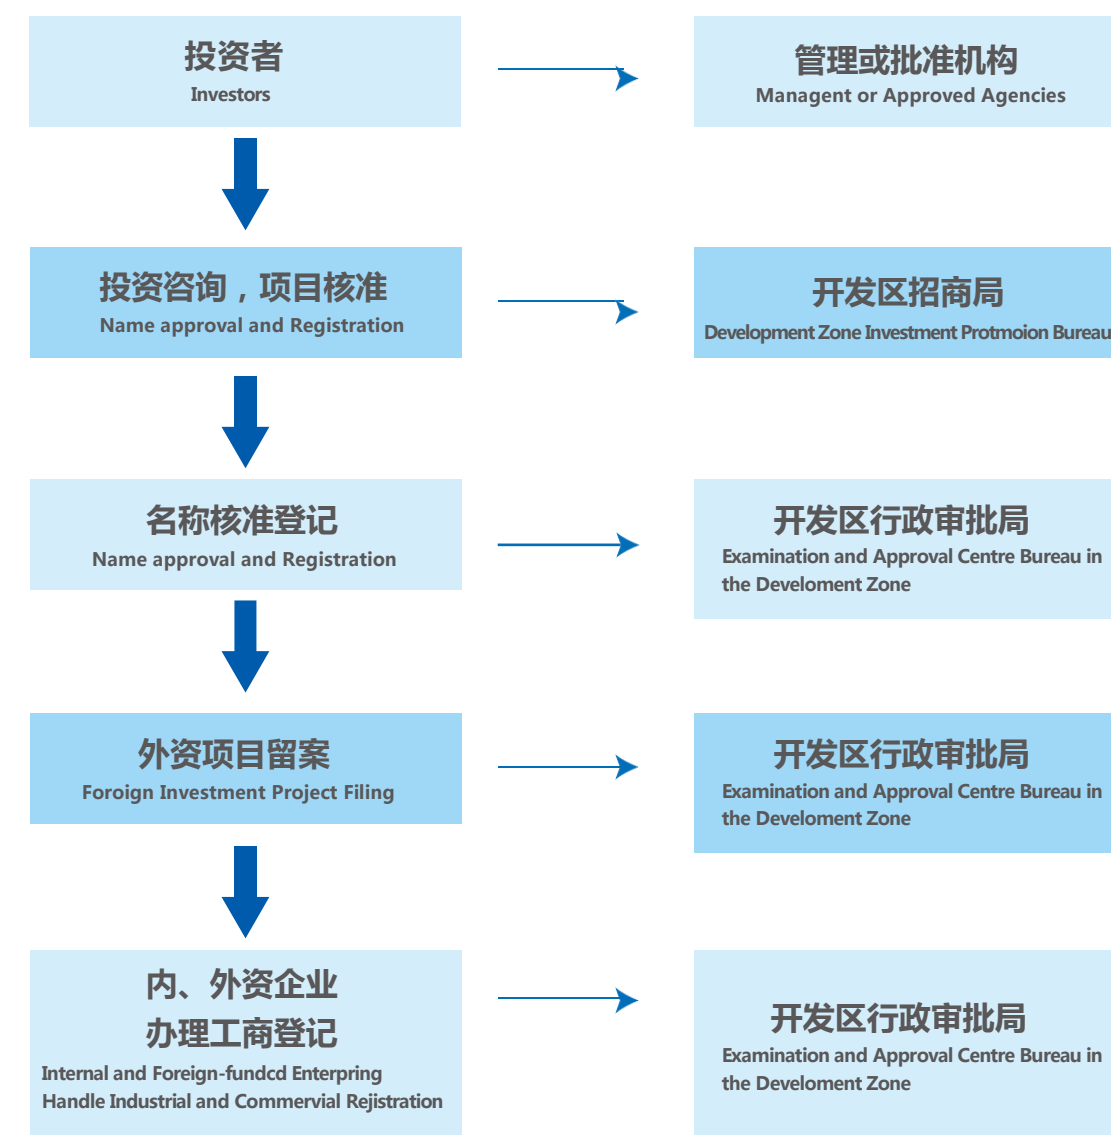 投资者
Investors
管理或批准机构
Managent or Approved Agencies
投资咨询，项目核准
Name approval and Registration
开发区招商局
Development Zone Investment Protmoion Bureau
名称核准登记
Name approval and Registration
开发区行政审批局
Examination and Approval Centre Bureau in
the Develoment Zone
外资项目留案
Foroign Investment Project Filing
开发区行政审批局
Examination and Approval Centre Bureau in
the Develoment Zone
内、外资企业
办理工商登记
Internal and Foreign-fundcd Enterpring
Handle Industrial and Commervial Rejistration
开发区行政审批局
Examination and Approval Centre Bureau in
the Develoment Zone